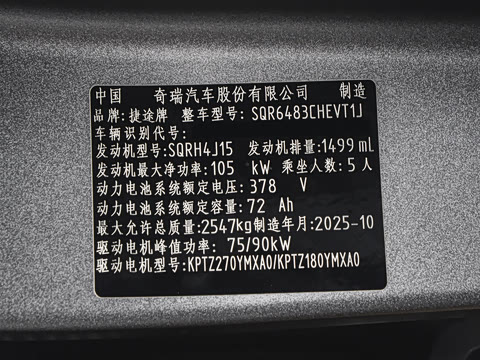 中国 奇瑞汽车股份有限公司 制造
品牌: 捷途牌 整车型号: SQR6483CHEVT1J
车辆识别代号:
发动机型号:SQRH4J15 发动机排量:1499 mL
发动机最大净功率: 105 kW 乘坐人数: 5 人
动力电池系统额定电压: 378 V
动力电池系统额定容量: 72 Ah
最大允许总质量:2547kg制造年月:2025-10
驱动电机峰值功率: 75/90kW
驱动电机型号:KPTZ270YMXA0/KPTZ180YMXA0